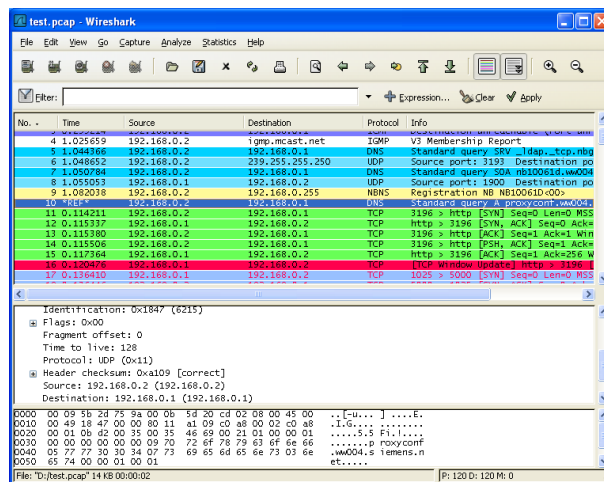 test.pcap - Wireshark
File Edit View Go Capture Analyze Statistics Help
Filter: Expression... Clear Apply
No. Time Source Destination Protocol Info
4 1.025659 192.168.0.2 igmp.mcast.net IGMP V3 Membership Report
5 1.044366 192.168.0.2 192.168.0.1 DNS Standard query SRV _ldap._tcp.nbg
6 1.048652 192.168.0.2 239.255.255.250 UDP Source port: 3193 Destination po
7 1.050784 192.168.0.2 192.168.0.1 DNS Standard query SOA nb10061d.ww004
8 1.055053 192.168.0.1 192.168.0.2 UDP Source port: 1900 Destination po
9 1.082038 192.168.0.2 192.168.0.255 NBNS Registration NB NB10061D<00>
10 *REF* 192.168.0.2 192.168.0.1 DNS Standard query A proxyconf.ww004.
11 0.114211 192.168.0.2 192.168.0.1 TCP 3196 > http [SYN] Seq=0 Len=0 MSS
12 0.115337 192.168.0.1 192.168.0.2 TCP http > 3196 [SYN, ACK] Seq=0 Ack=
13 0.115380 192.168.0.2 192.168.0.1 TCP 3196 > http [ACK] Seq=1 Ack=1 Win
14 0.115506 192.168.0.2 192.168.0.1 TCP 3196 > http [PSH, ACK] Seq=1 Ack=
15 0.117364 192.168.0.1 192.168.0.2 TCP http > 3196 [ACK] Seq=1 Ack=256 W
16 0.120476 192.168.0.1 192.168.0.2 TCP [TCP Window Update] http > 3196 [
17 0.136410 192.168.0.1 192.168.0.2 TCP 1025 > 5000 [SYN] Seq=0 Len=0 MSS
Identification: 0x1847 (6215)
Flags: 0x00
Fragment offset: 0
Time to live: 128
Protocol: UDP (0x11)
Header checksum: 0xa109 [correct]
Source: 192.168.0.2 (192.168.0.2)
Destination: 192.168.0.1 (192.168.0.1)
0000 00 09 5b 2d 75 9a 00 0b 5d 20 cd 02 08 00 45 00 ..[-u... ] ....E.
0010 00 49 18 47 00 00 80 11 a1 09 c0 a8 00 02 c0 a8 .I.G.... ........
0020 00 01 0b d2 00 35 00 35 46 69 00 21 01 00 00 01 .....5.5 Fi.!....
0030 00 00 00 00 00 00 09 70 72 6f 78 79 63 6f 6e 66 .......p roxyconf
0040 05 77 77 30 30 34 07 73 69 65 6d 65 6e 73 03 6e .ww004.s iemens.n
0050 65 74 00 00 01 00 01 et.....
File: "D:/test.pcap" 14 KB 00:00:02 P: 120 D: 120 M: 0